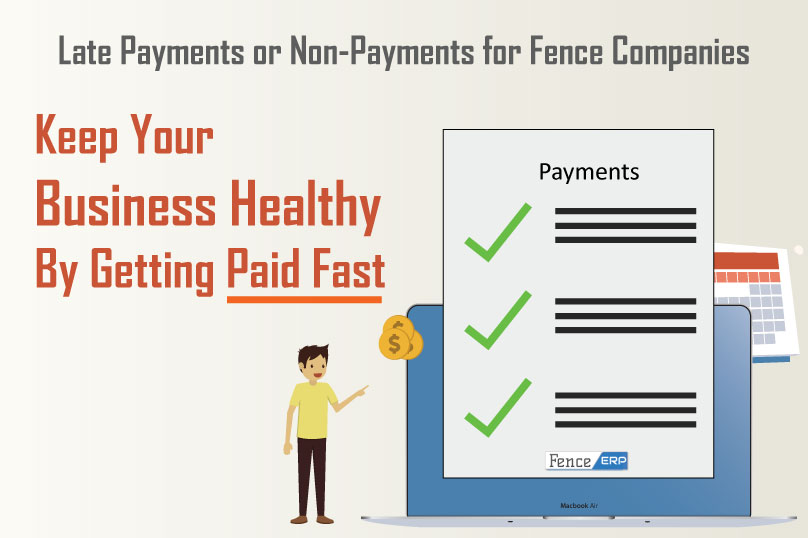 Late Payments or Non-Payments for Fence Companies
Keep Your
Business Healthy
By Getting Paid Fast
Payments
$
Fence ERP
Macbook Air